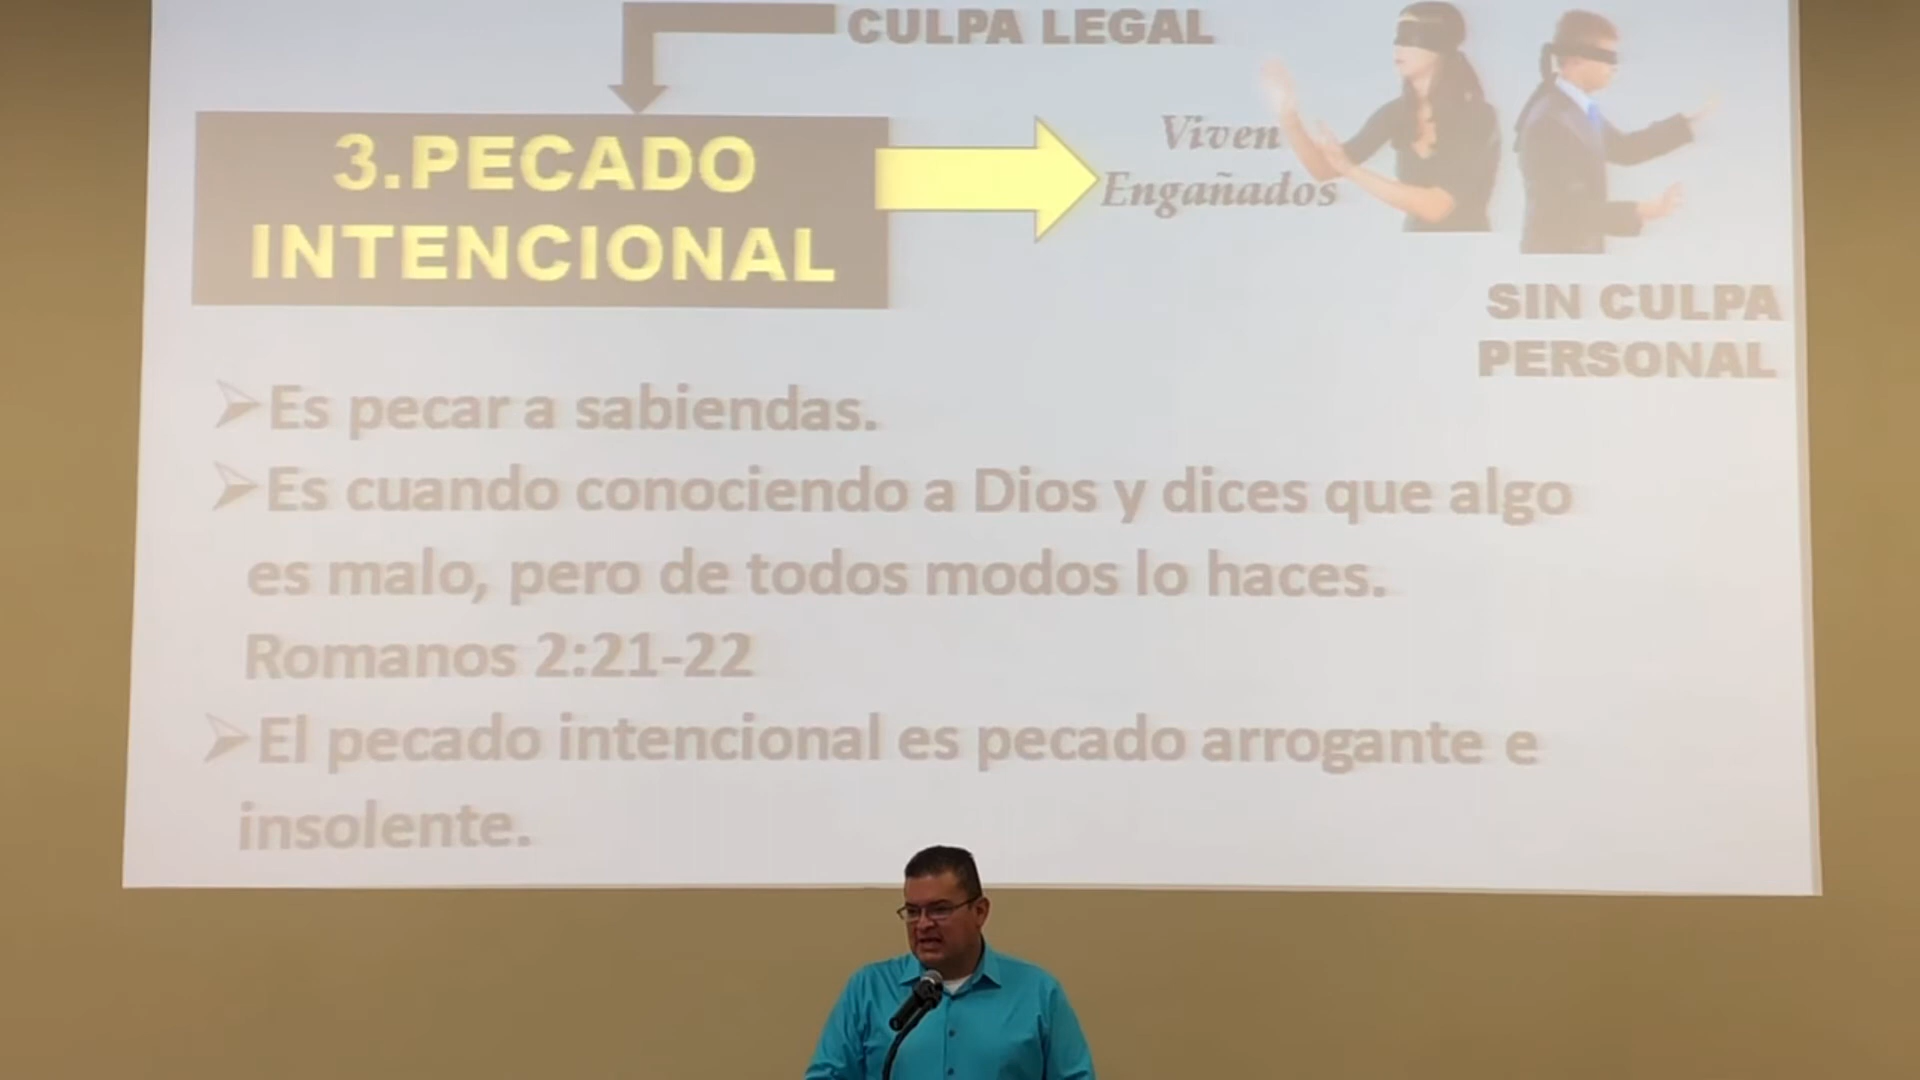 CULPA LEGAL
3.PECADO
INTENCIONAL
Viven
Engañados
SIN CULPA
PERSONAL
Es pecar a sabiendas.
Es cuando conociendo a Dios y dices que algo
es malo, pero de todos modos lo haces.
Romanos 2:21-22
El pecado intencional es pecado arrogante e
insolente.